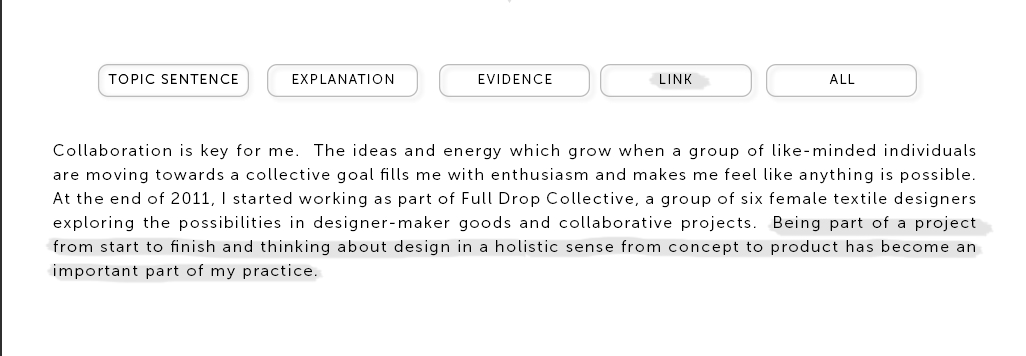 TOPIC SENTENCE EXPLANATION EVIDENCE LINK ALL
Collaboration is key for me. The ideas and energy which grow when a group of like-minded individuals
are moving towards a collective goal fills me with enthusiasm and makes me feel like anything is possible.
At the end of 2011, I started working as part of Full Drop Collective, a group of six female textile designers
exploring the possibilities in designer-maker goods and collaborative projects. Being part of a project
from start to finish and thinking about design in a holistic sense from concept to product has become an
important part of my practice.